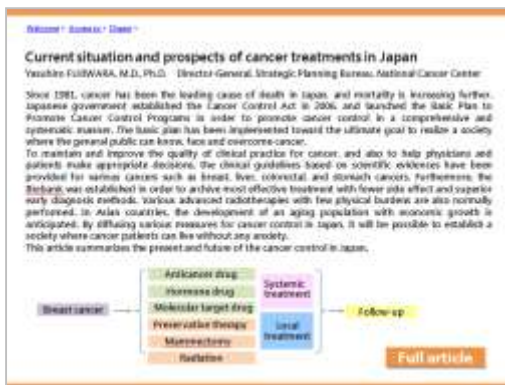 Current situation and prospects of cancer treatments in Japan
Yasuhiro FUJIWARA, M.D., Ph.D. Director-General, Strategic Planning Bureau, National Cancer Center
Since 1981, cancer has been the leading cause of death in Japan, and mortality is increasing further.
Japanese government established the Cancer Control Act in 2006, and launched the Basic Plan to
Promote Cancer Control Programs in order to promote cancer control in a comprehensive and
systematic manner. The basic plan has been implemented toward the ultimate goal to realize a society
where the general public can know, face and overcome cancer.
To maintain and improve the quality of clinical practice for cancer, and also to help physicians and
patients make appropriate decisions, the clinical guidelines based on scientific evidences have been
provided for various cancers such as breast, liver, colorectal, and stomach cancers. Furthermore, the
Biobank was established in order to archive most effective treatment with fewer side effect and superior
early diagnosis methods. Various advanced radiotherapies with few physical burdens are also normally
performed. In Asian countries, the development of an aging population with economic growth is
anticipated. By diffusing various measures for cancer control in Japan, it will be possible to establish a
society where cancer patients can live without any anxiety.
This article summarizes the present and future of the cancer control in Japan.
Anticancer drug
Hormone drug
Systemic treatment
Breast cancer
Molecular target drug
Follow-up
Preservative therapy
Local treatment
Mammectomy
Radiation
Full article